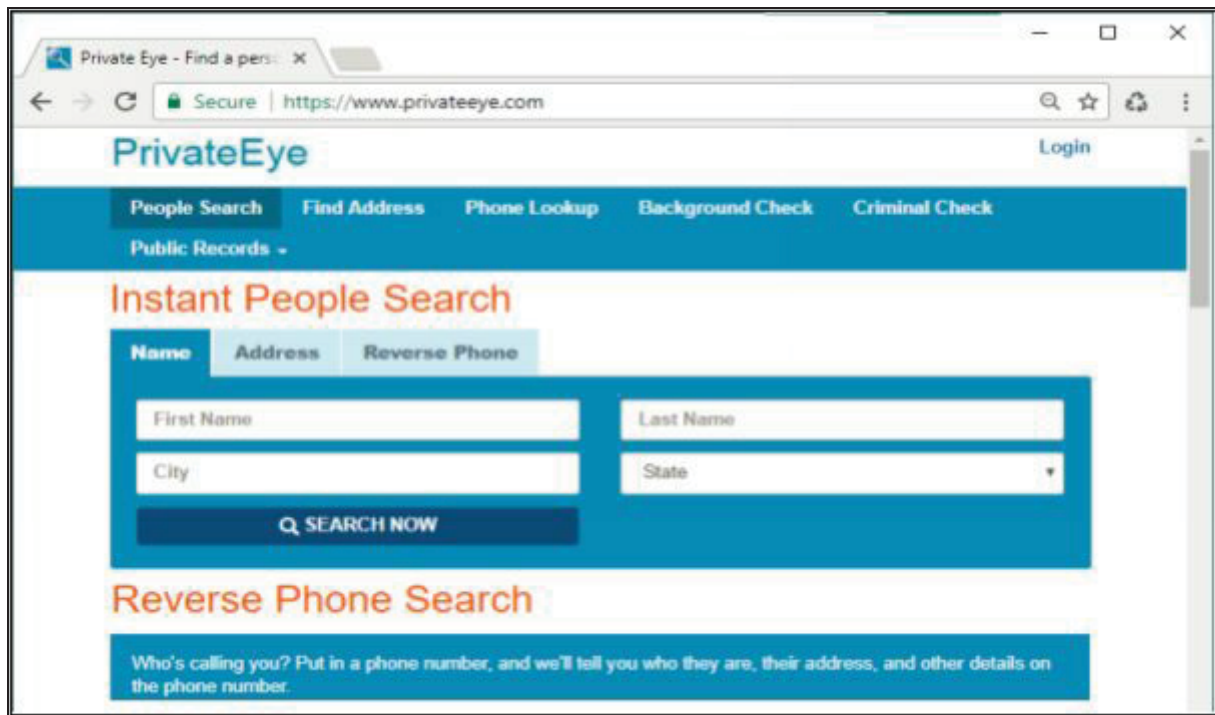 Private Eye - Find a pers
Secure | https://www.privateeye.com
PrivateEye
Login
People Search Find Address Phone Lookup Background Check Criminal Check
Public Records
Instant People Search
Name Address Reverse Phone
First Name Last Name
City State
SEARCH NOW
Reverse Phone Search
Who's calling you? Put in a phone number, and we'll tell you who they are, their address, and other details on
the phone number.